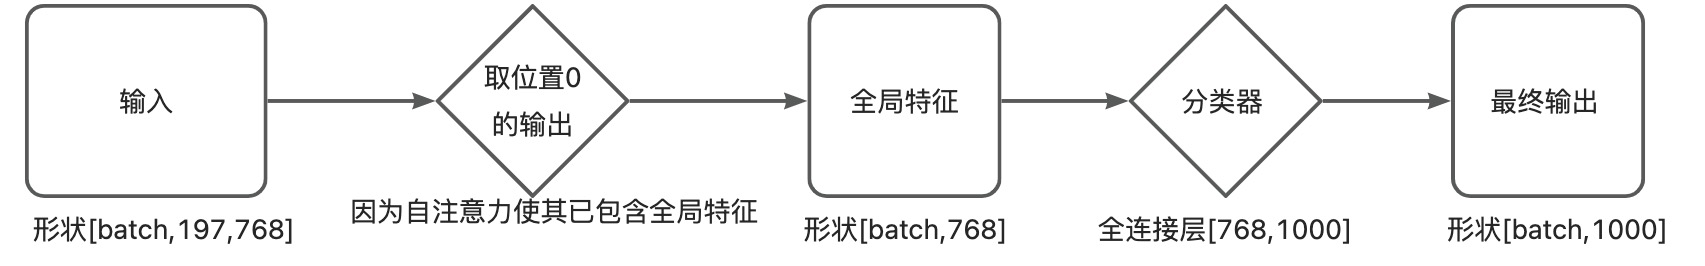 输入
形状[batch,197,768]
取位置0
的输出
因为自注意力使其已包含全局特征
全局特征
形状[batch,768]
分类器
全连接层[768,1000]
最终输出
形状[batch,1000]